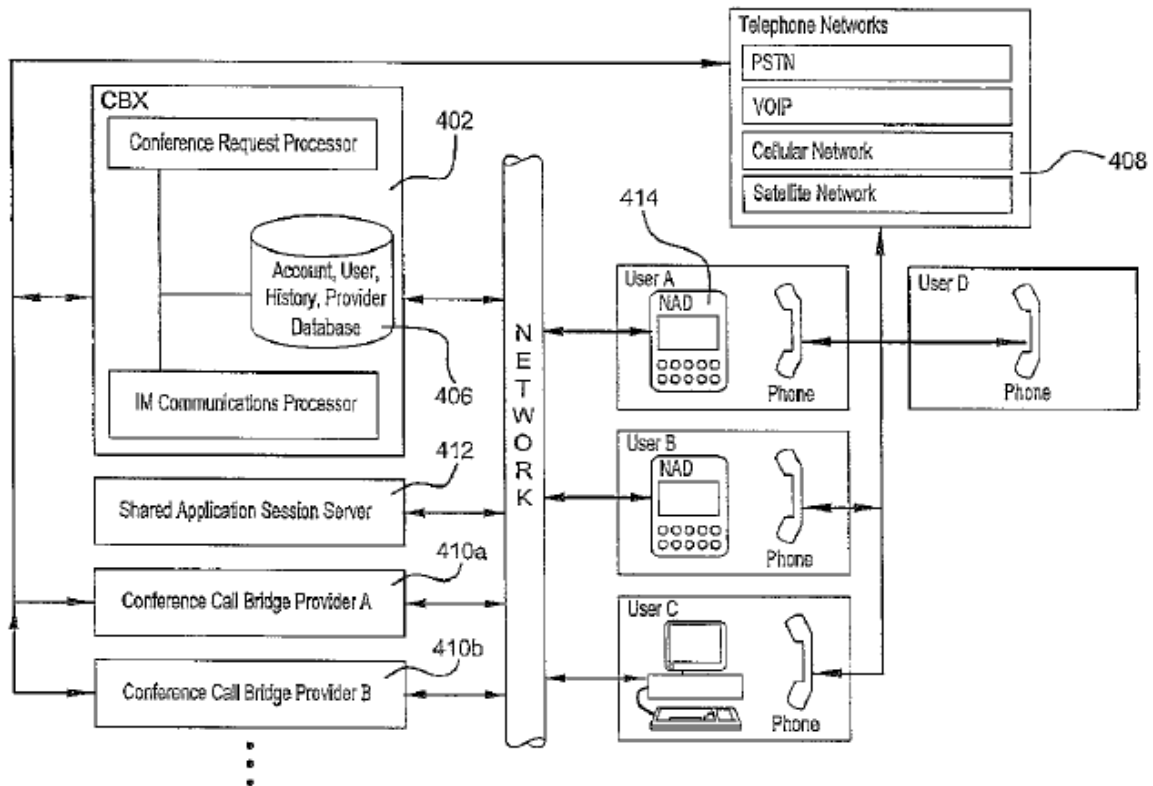 Telephone Networks
PSTN
VOIP
Cellular Network
Satellite Network
408
CBX
Conference Request Processor
402
Account, User,
History, Provider
Database
406
IM Communications Processor
412
Shared Application Session Server
410a
Conference Call Bridge Provider A
410b
Conference Call Bridge Provider B
NETWORK
414
User A
NAD
Phone
User D
Phone
User B
NAD
Phone
User C
Phone